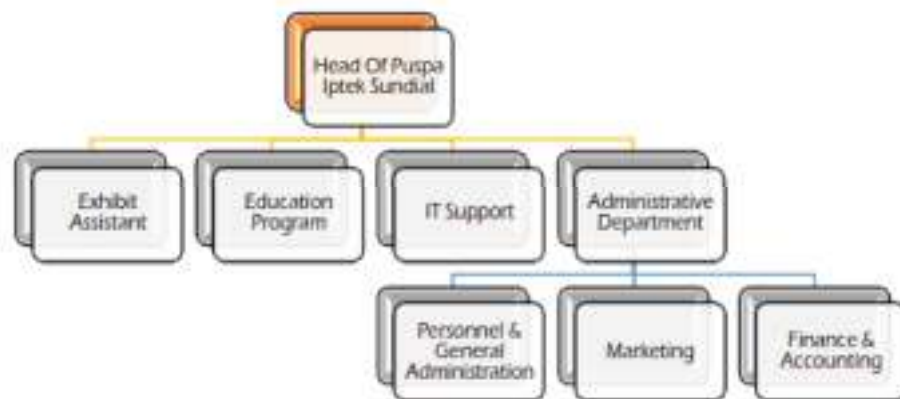 Head Of Puspa
Iptek Sundial
Exhibit
Assistant
Education
Program
IT Support
Administrative
Department
Personnel &
General
Administration
Marketing
Finance &
Accounting